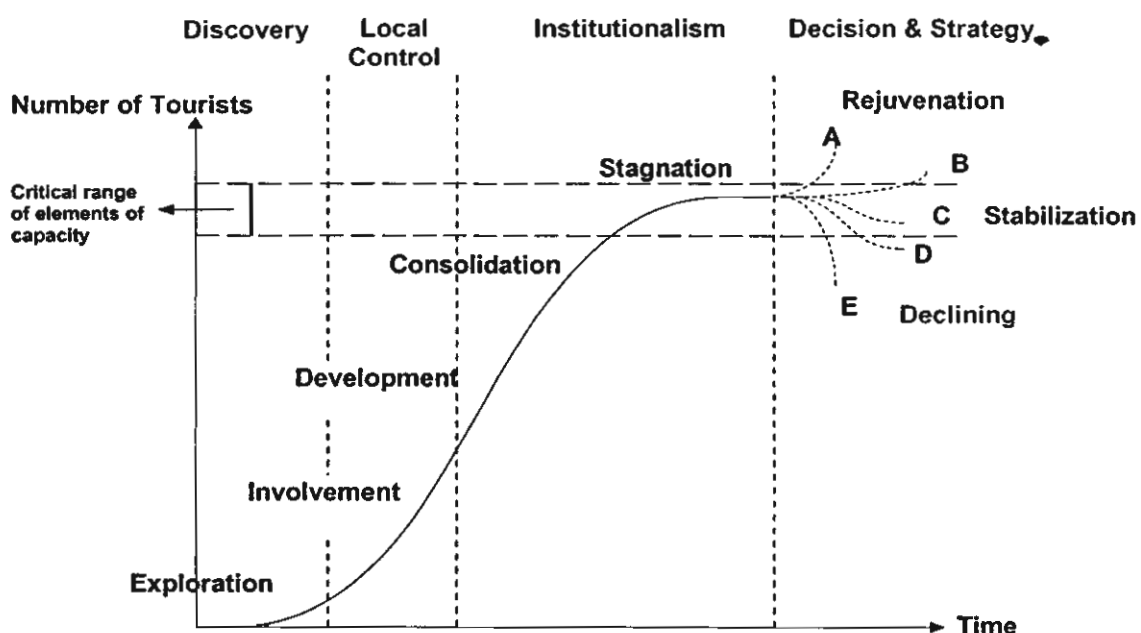 Discovery
Local
Control
Institutionalism
Decision & Strategy
Number of Tourists
Rejuvenation
A
B
Stagnation
Critical range
of elements of
capacity
C
Stabilization
D
Consolidation
E
Declining
Development
Involvement
Exploration
Time